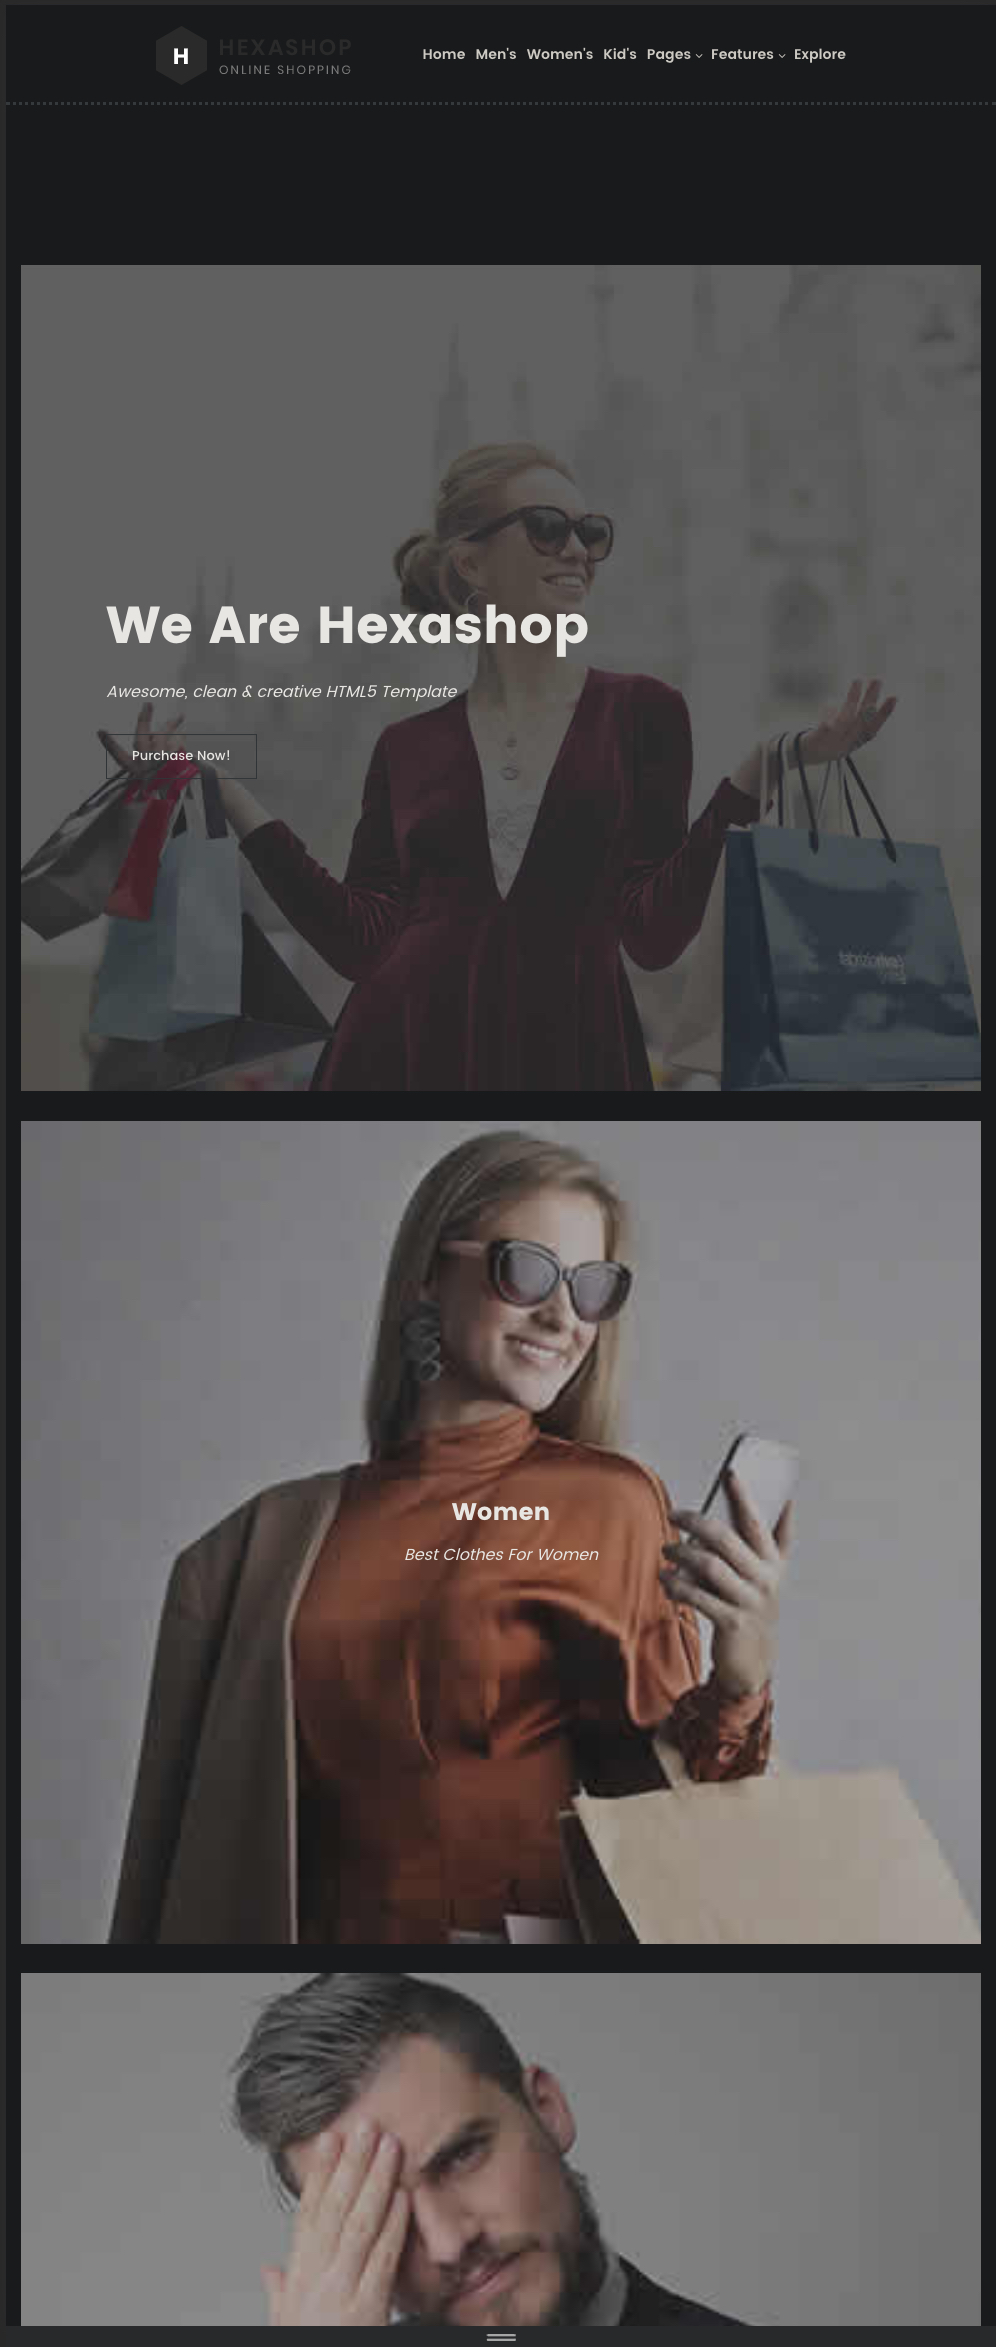 H
HEXASHOP
ONLINE SHOPPING
Home Men's Women's Kid's Pages Features Explore
We Are Hexashop
Awesome, clean & creative HTML5 Template
Purchase Now!
Women
Best Clothes For Women